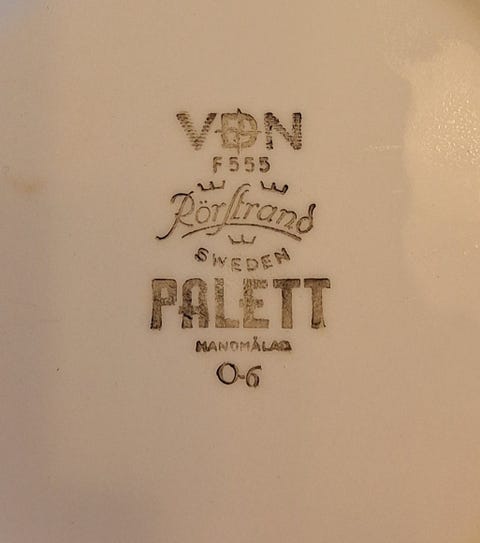 VDN
F555
Rörstrand
SWEDEN
PALETT
HANDMÅLAD
O-6